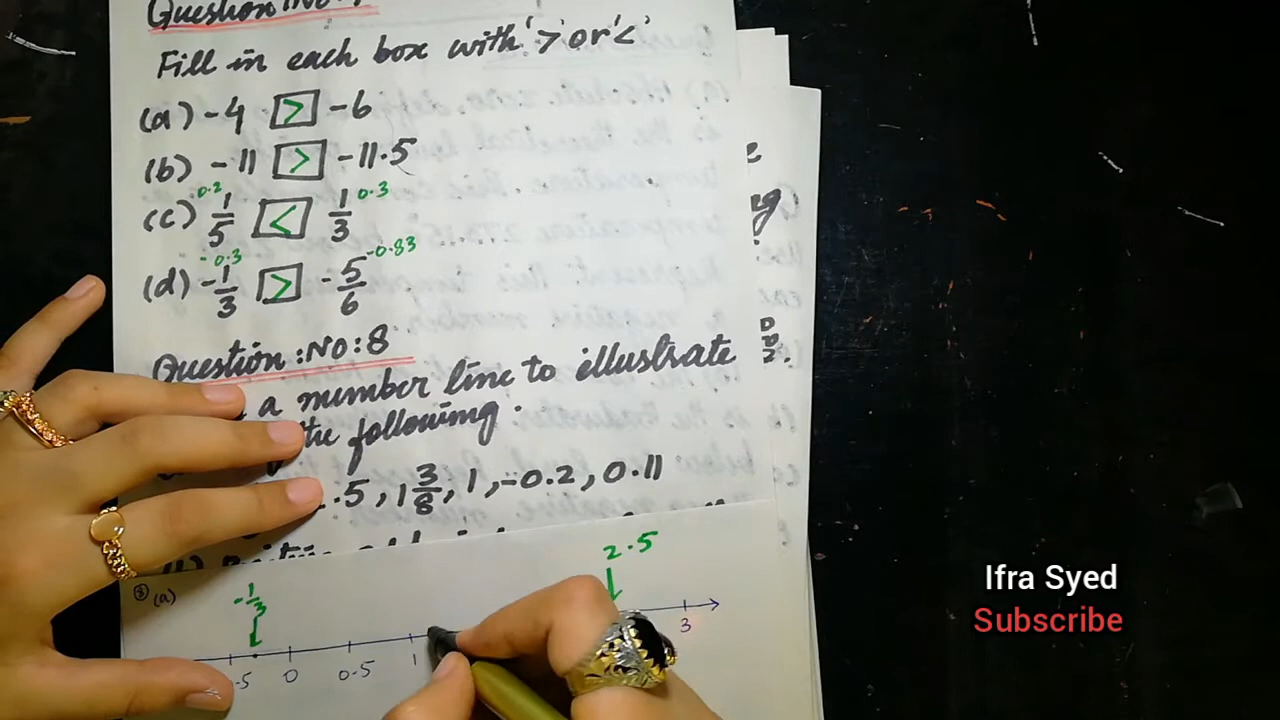 Question:No:
Fill in each box with '>' or '<'
(a) -4 > -6
(b) -11 > -11.5
0.2 0.3
(c) 1/5 < 1/3
-0.3 -0.83
(d) -1/3 > -5/6
Question:No:8
a number line to illustrate
the following.
.5, 1 3/8, 1, -0.2, 0.11
2.5
(a)
-1/3
.5 0 0.5 1 3
Ifra Syed
Subscribe